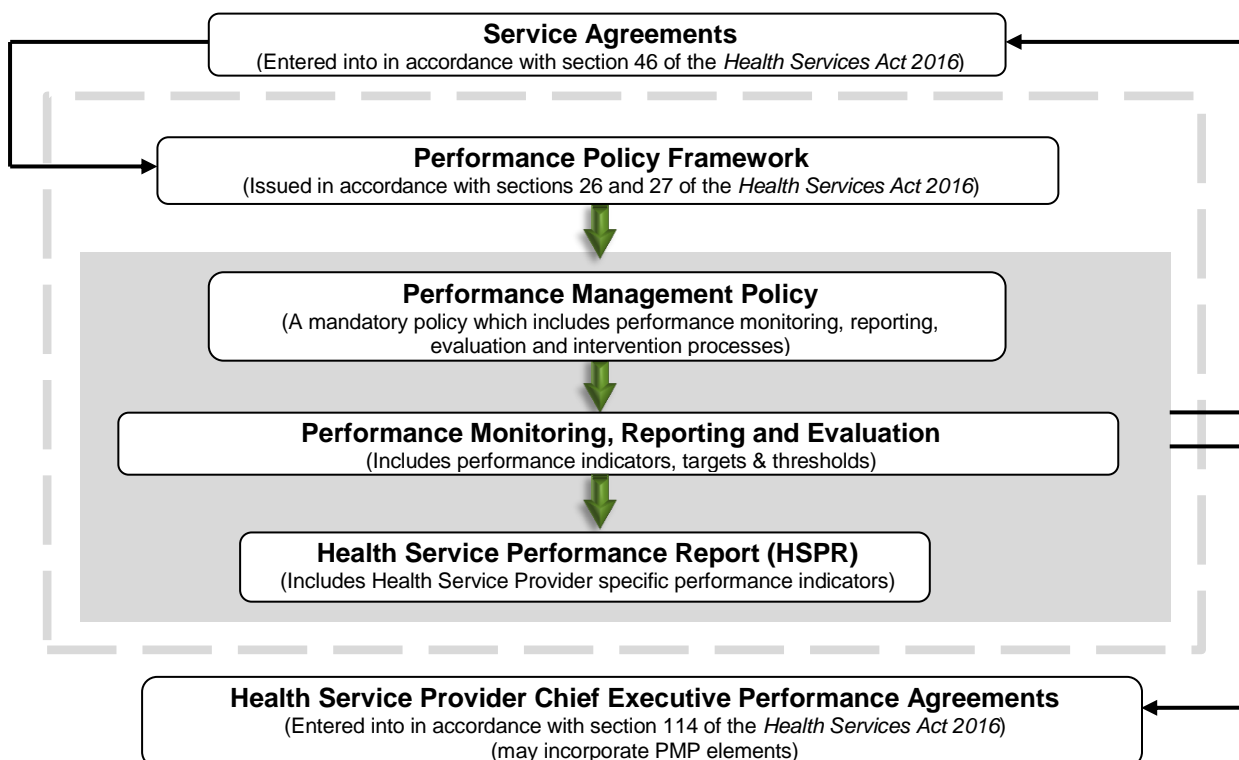 Service Agreements
(Entered into in accordance with section 46 of the Health Services Act 2016)
Performance Policy Framework
(Issued in accordance with sections 26 and 27 of the Health Services Act 2016)
Performance Management Policy
(A mandatory policy which includes performance monitoring, reporting,
evaluation and intervention processes)
Performance Monitoring, Reporting and Evaluation
(Includes performance indicators, targets & thresholds)
Health Service Performance Report (HSPR)
(Includes Health Service Provider specific performance indicators)
Health Service Provider Chief Executive Performance Agreements
(Entered into in accordance with section 114 of the Health Services Act 2016)
(may incorporate PMP elements)